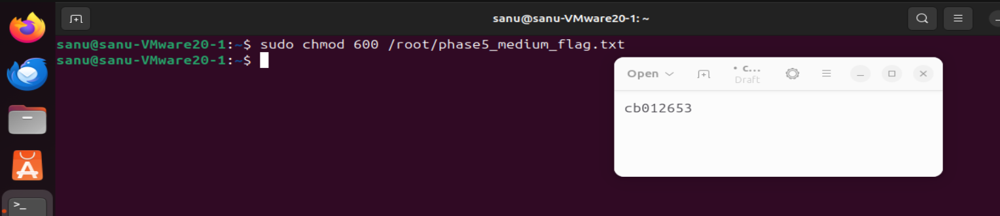 sanu@sanu-VMware20-1: ~
sanu@sanu-VMware20-1:~$ sudo chmod 600 /root/phase5_medium_flag.txt
sanu@sanu-VMware20-1:~$
Open
• c...
Draft
cb012653
>_